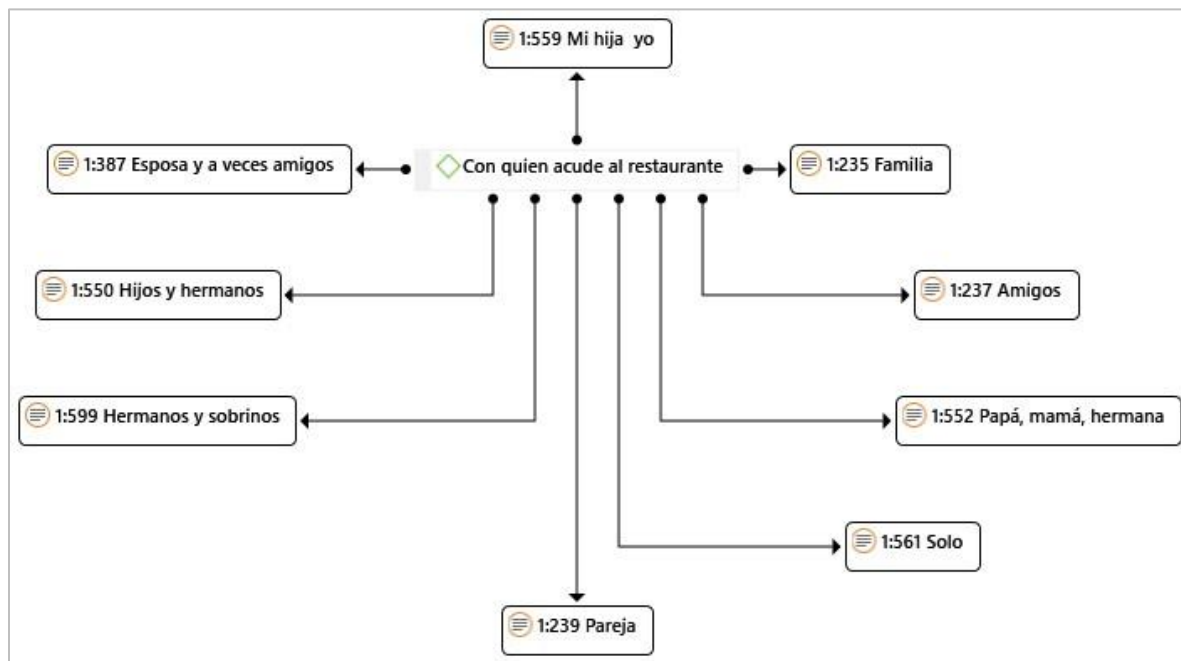 1:559 Mi hija  yo
1:387 Esposa y a veces amigos
Con quien acude al restaurante
1:235 Familia
1:550 Hijos y hermanos
1:237 Amigos
1:599 Hermanos y sobrinos
1:552 Papá, mamá, hermana
1:561 Solo
1:239 Pareja